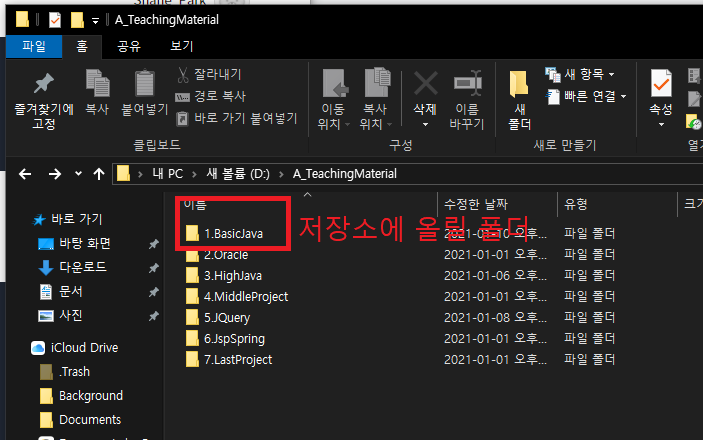 A_TeachingMaterial
파일 홈 공유 보기
즐겨찾기에 고정
복사
붙여넣기
잘라내기
경로 복사
바로 가기 붙여넣기
클립보드
이동 위치
복사 위치
삭제
이름 바꾸기
구성
새 폴더
새 항목
빠른 연결
새로 만들기
속성
내 PC > 새 볼륨 (D:) > A_TeachingMaterial
이름 수정한 날짜 유형
저장소에 올린 폴더
1.BasicJava 파일 폴더
2.Oracle 2021-01-01 오후... 파일 폴더
3.HighJava 2021-01-06 오후... 파일 폴더
4.MiddleProject 2021-01-01 오후... 파일 폴더
5.JQuery 2021-01-08 오후... 파일 폴더
6.JspSpring 2021-01-01 오후... 파일 폴더
7.LastProject 2021-01-01 오후... 파일 폴더
바로 가기
바탕 화면
다운로드
문서
사진
iCloud Drive
.Trash
Background
Documents